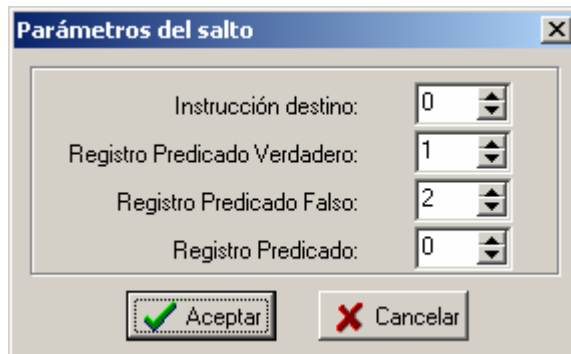 Parámetros del salto
Instrucción destino: 0
Registro Predicado Verdadero: 1
Registro Predicado Falso: 2
Registro Predicado: 0
Aceptar Cancelar